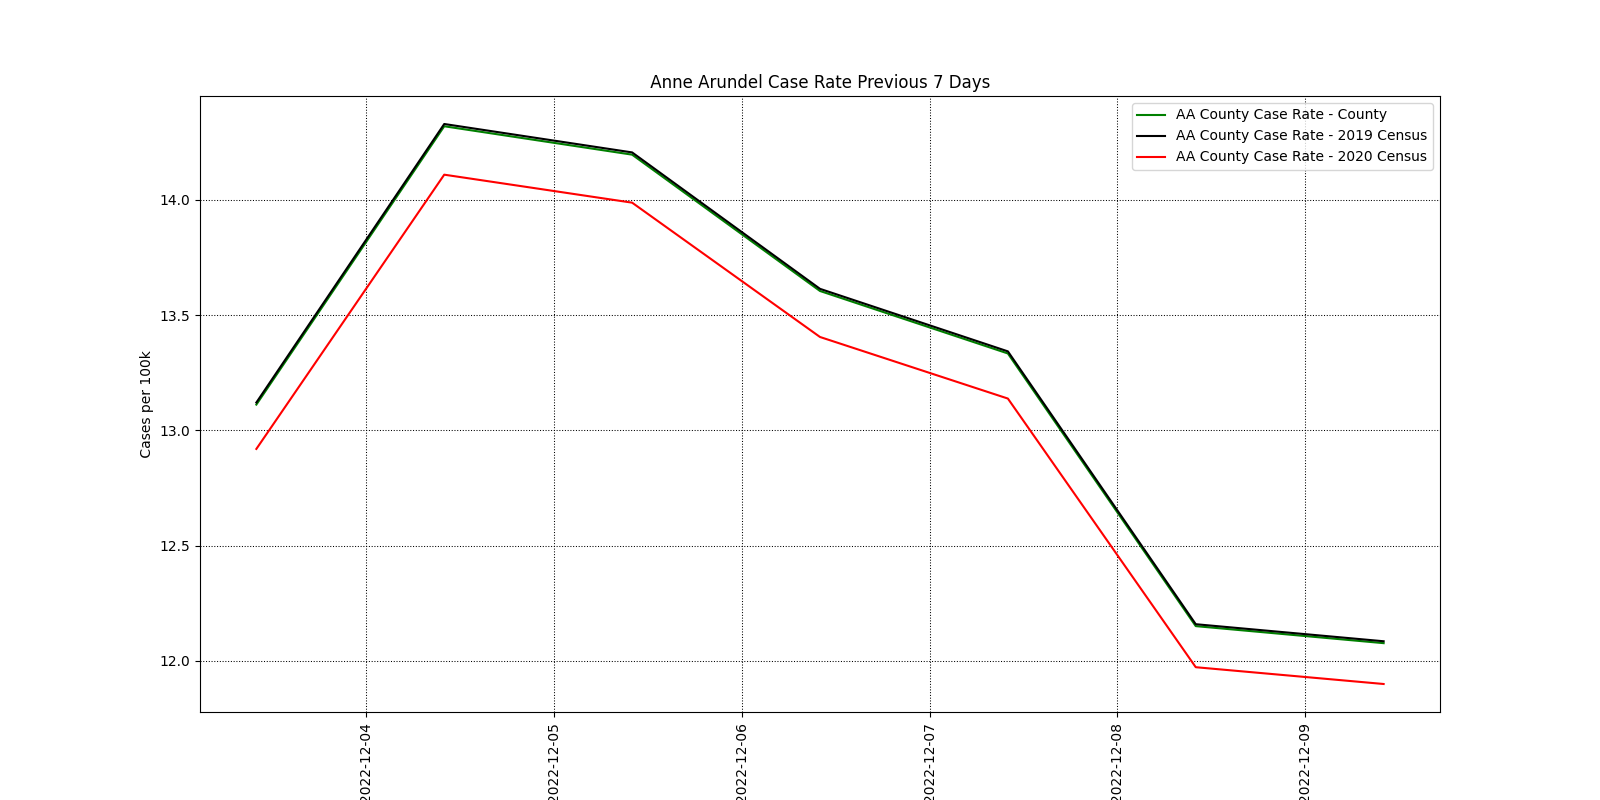 Anne Arundel Case Rate Previous 7 Days
AA County Case Rate - County
AA County Case Rate - 2019 Census
AA County Case Rate - 2020 Census
Cases per 100k
14.0
13.5
13.0
12.5
12.0
2022-12-04
2022-12-05
2022-12-06
2022-12-07
2022-12-08
2022-12-09